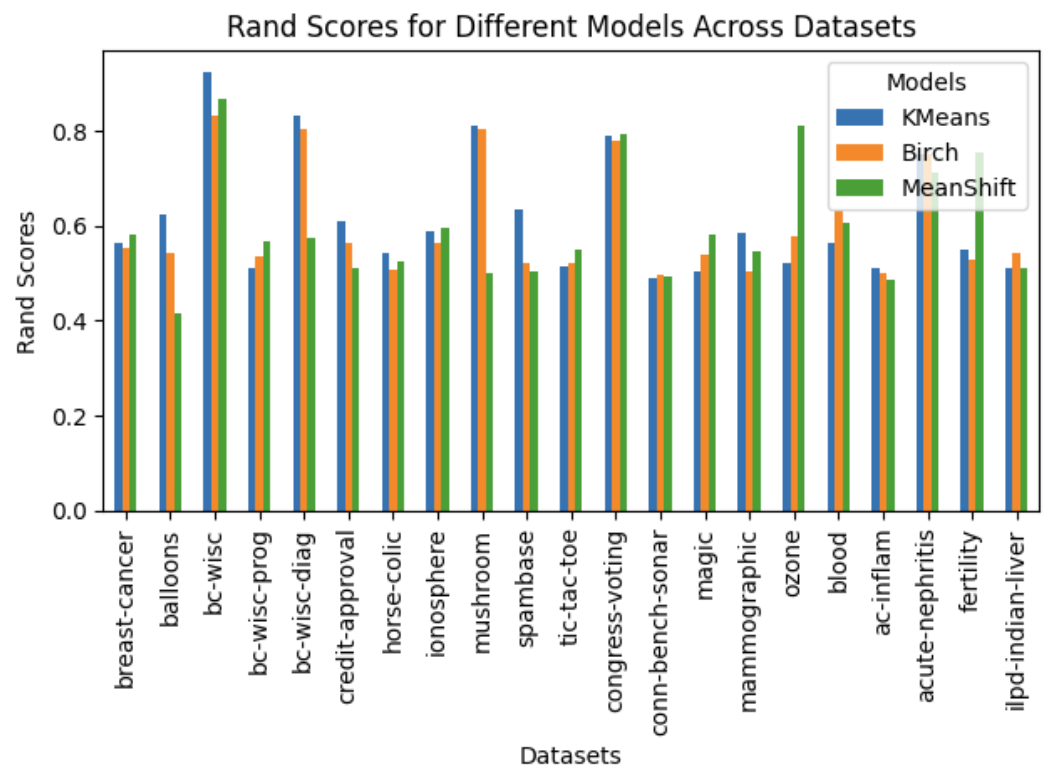 Rand Scores for Different Models Across Datasets
Models
KMeans
Birch
MeanShift
Rand Scores
0.8
0.6
0.4
0.2
0.0
breast-cancer
balloons
bc-wisc
bc-wisc-prog
bc-wisc-diag
credit-approval
horse-colic
ionosphere
mushroom
spambase
tic-tac-toe
congress-voting
conn-bench-sonar
magic
mammographic
ozone
blood
ac-inflam
acute-nephritis
fertility
ilpd-indian-liver
Datasets